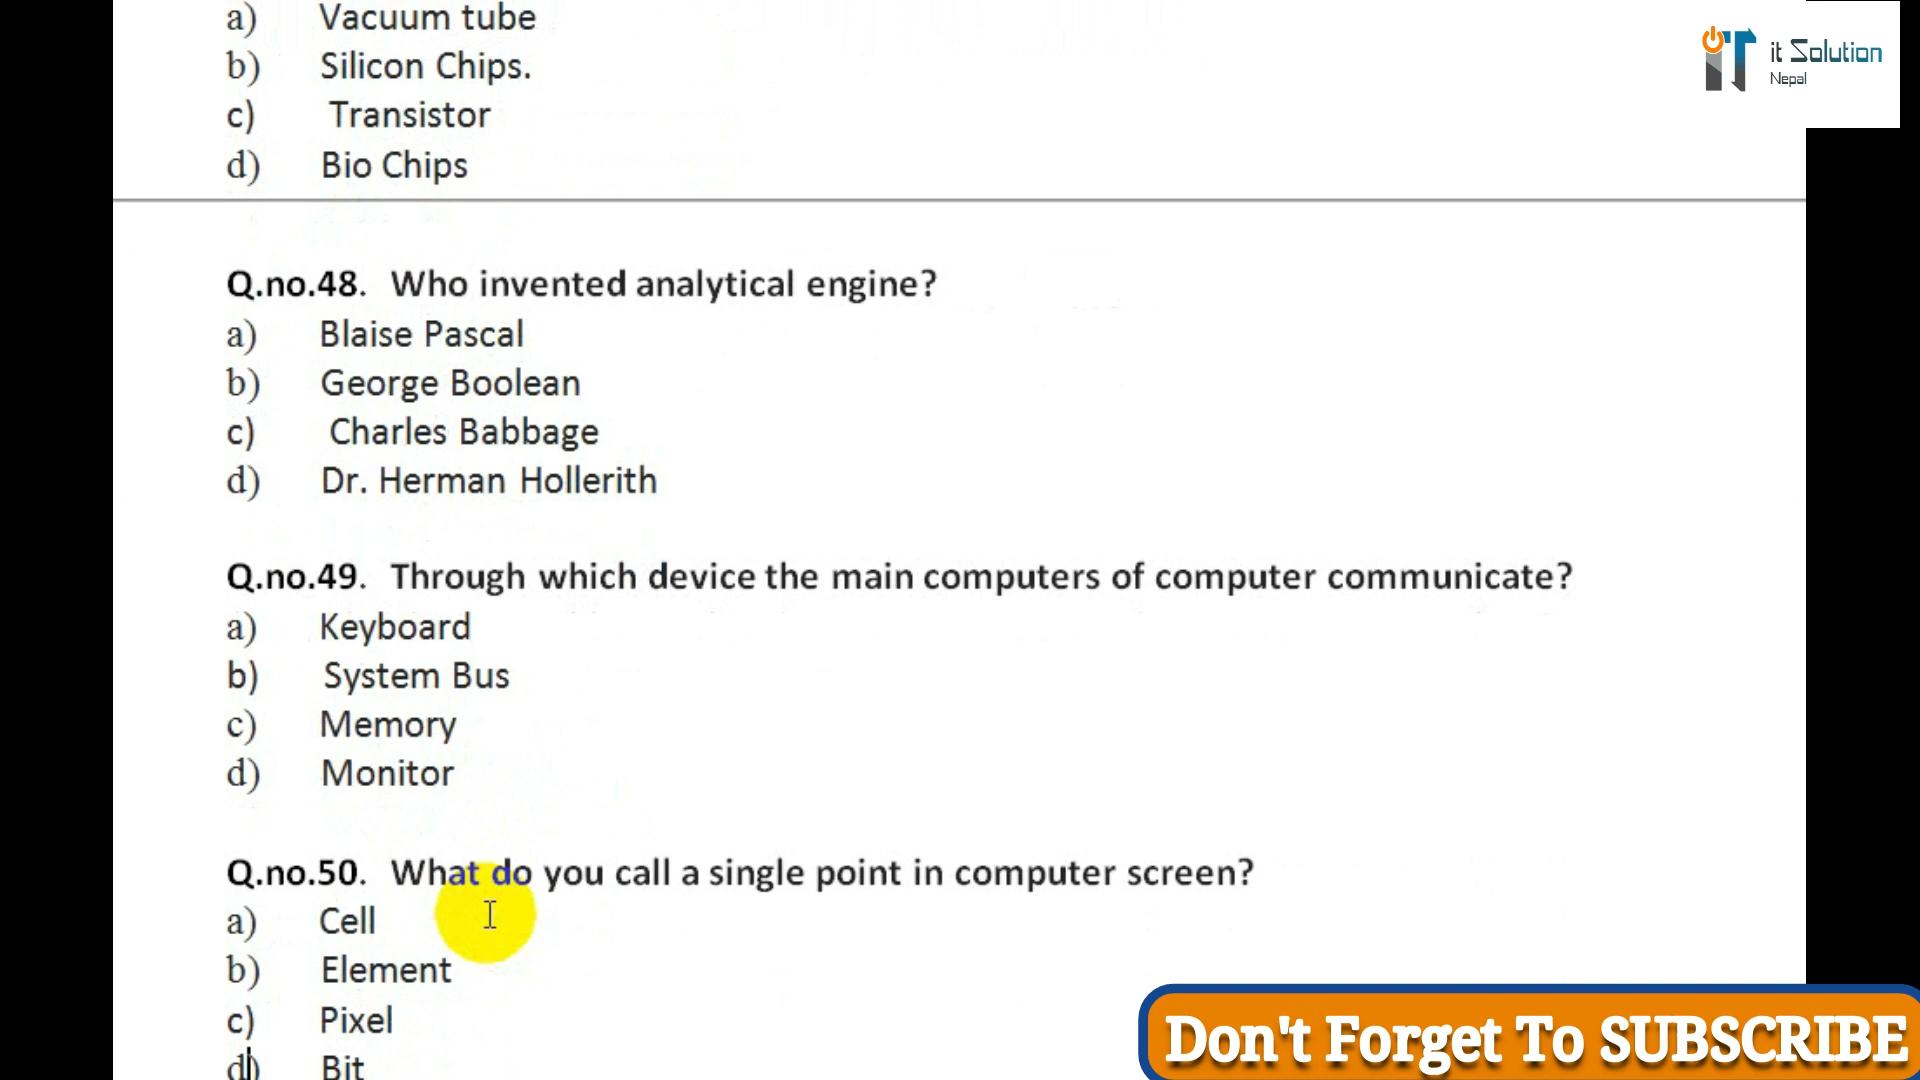 a) Vacuum tube
b) Silicon Chips.
c) Transistor
d) Bio Chips
it Solution
Nepal
Q.no.48. Who invented analytical engine?
a) Blaise Pascal
b) George Boolean
c) Charles Babbage
d) Dr. Herman Hollerith
Q.no.49. Through which device the main computers of computer communicate?
a) Keyboard
b) System Bus
c) Memory
d) Monitor
Q.no.50. What do you call a single point in computer screen?
a) Cell
b) Element
c) Pixel
d) Bit
Don't Forget To SUBSCRIBE